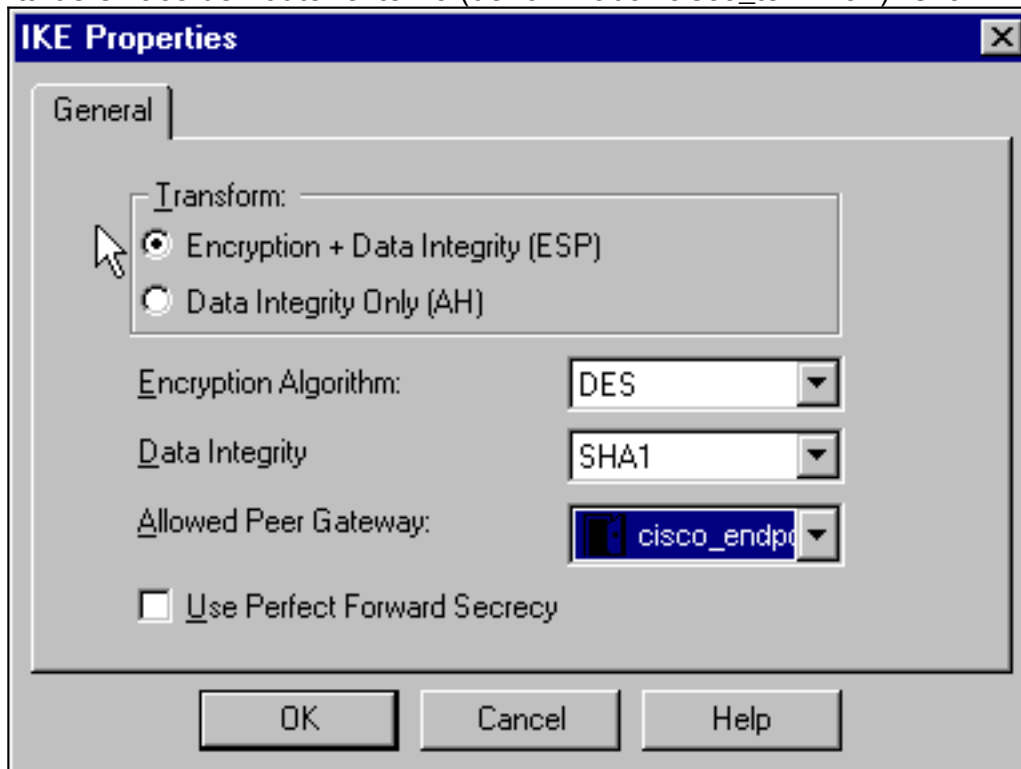 IKE Properties
General
Transform:
Encryption + Data Integrity (ESP)
Data Integrity Only (AH)
Encryption Algorithm:
DES
Data Integrity
SHA1
Allowed Peer Gateway:
cisco_endpo
Use Perfect Forward Secrecy
OK
Cancel
Help